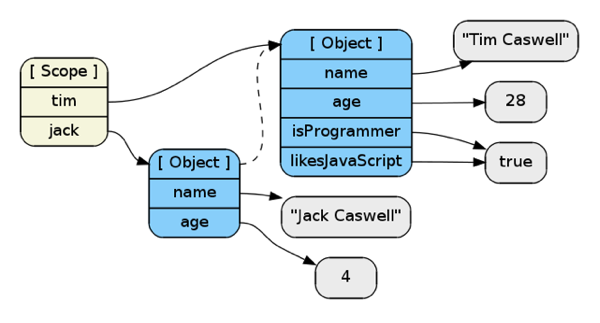 [ Scope ]
tim
jack
[ Object ]
name
age
isProgrammer
likesJavaScript
"Tim Caswell"
28
true
[ Object ]
name
age
"Jack Caswell"
4